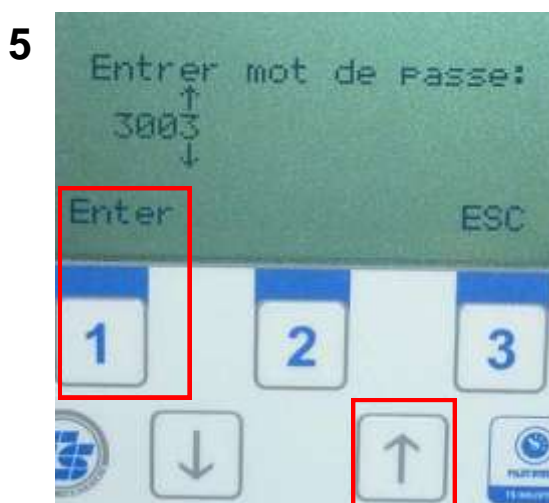 5
Entrer mot de passe:
↑
3003
↓
Enter ESC
1 2 3
↓ ↑